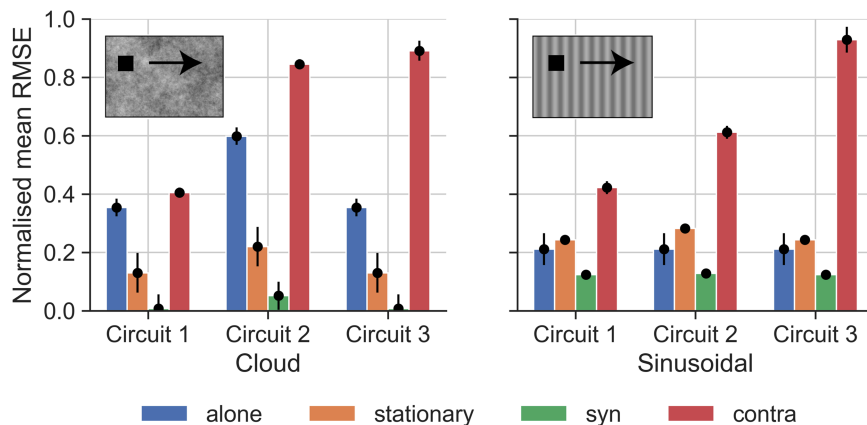 Normalised mean RMSE
1.0
0.8
0.6
0.4
0.2
0.0
Circuit 1 Circuit 2 Circuit 3
Cloud
Circuit 1 Circuit 2 Circuit 3
Sinusoidal
alone stationary syn contra